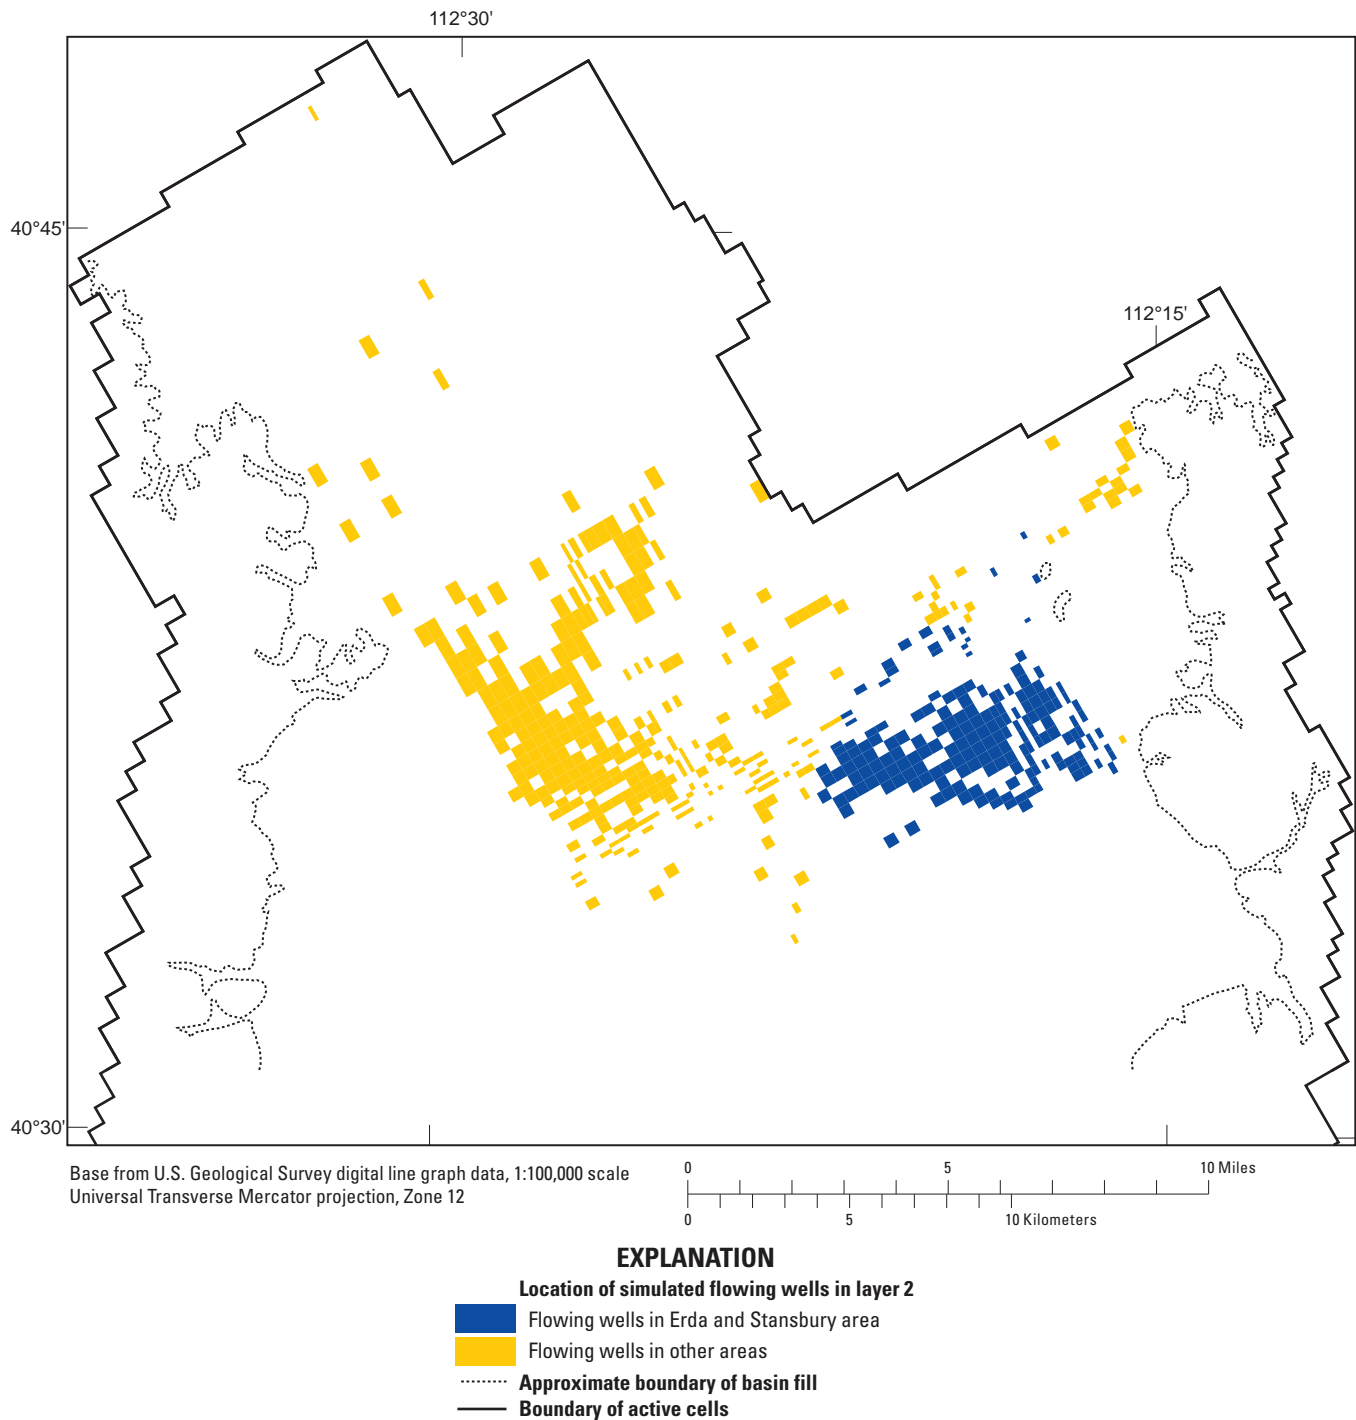 112°30'
40°45'
112°15'
40°30'
Base from U.S. Geological Survey digital line graph data, 1:100,000 scale
Universal Transverse Mercator projection, Zone 12
0 5 10 Miles
0 5 10 Kilometers
EXPLANATION
Location of simulated flowing wells in layer 2
Flowing wells in Erda and Stansbury area
Flowing wells in other areas
Approximate boundary of basin fill
Boundary of active cells